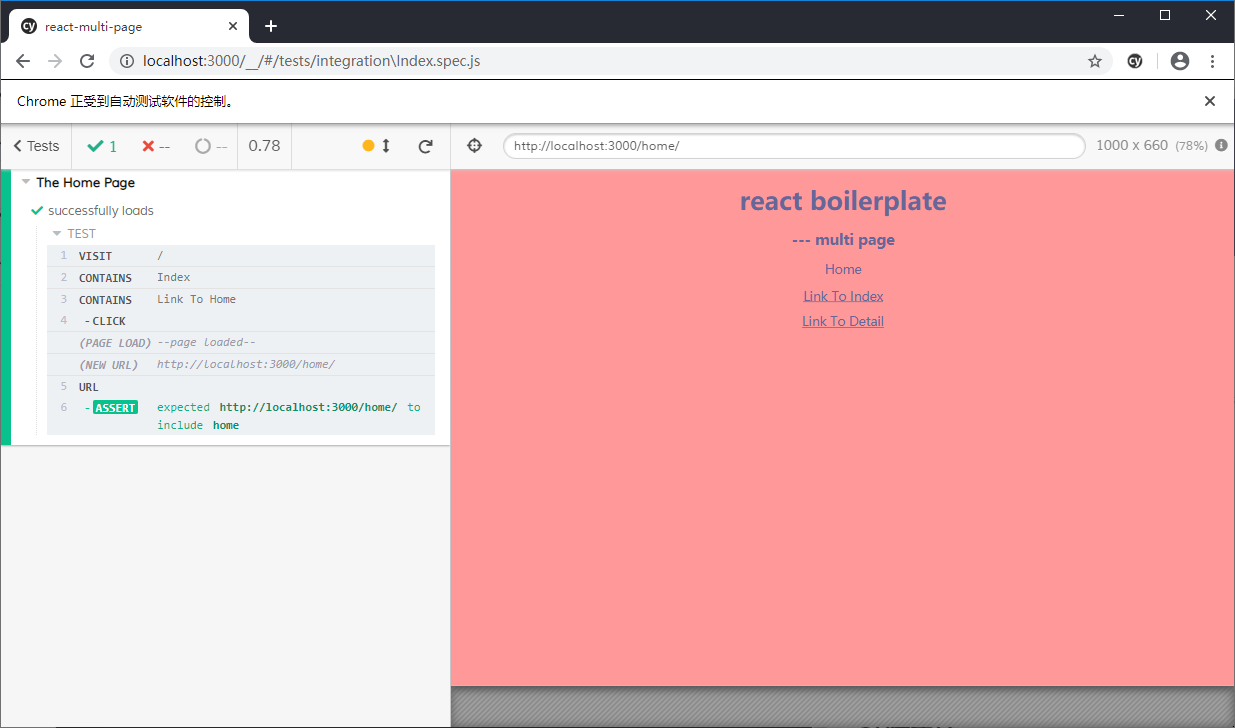 cy react-multi-page
localhost:3000/__/#/tests/integration\Index.spec.js
cy
Chrome 正受到自动测试软件的控制。
Tests 1 -- -- 0.78
http://localhost:3000/home/ 1000 x 660 (78%)
The Home Page
successfully loads
TEST
1 VISIT /
2 CONTAINS Index
3 CONTAINS Link To Home
4 -CLICK
(PAGE LOAD) --page loaded--
(NEW URL) http://localhost:3000/home/
5 URL
6 -ASSERT expected http://localhost:3000/home/ to
include home
react boilerplate
--- multi page
Home
Link To Index
Link To Detail